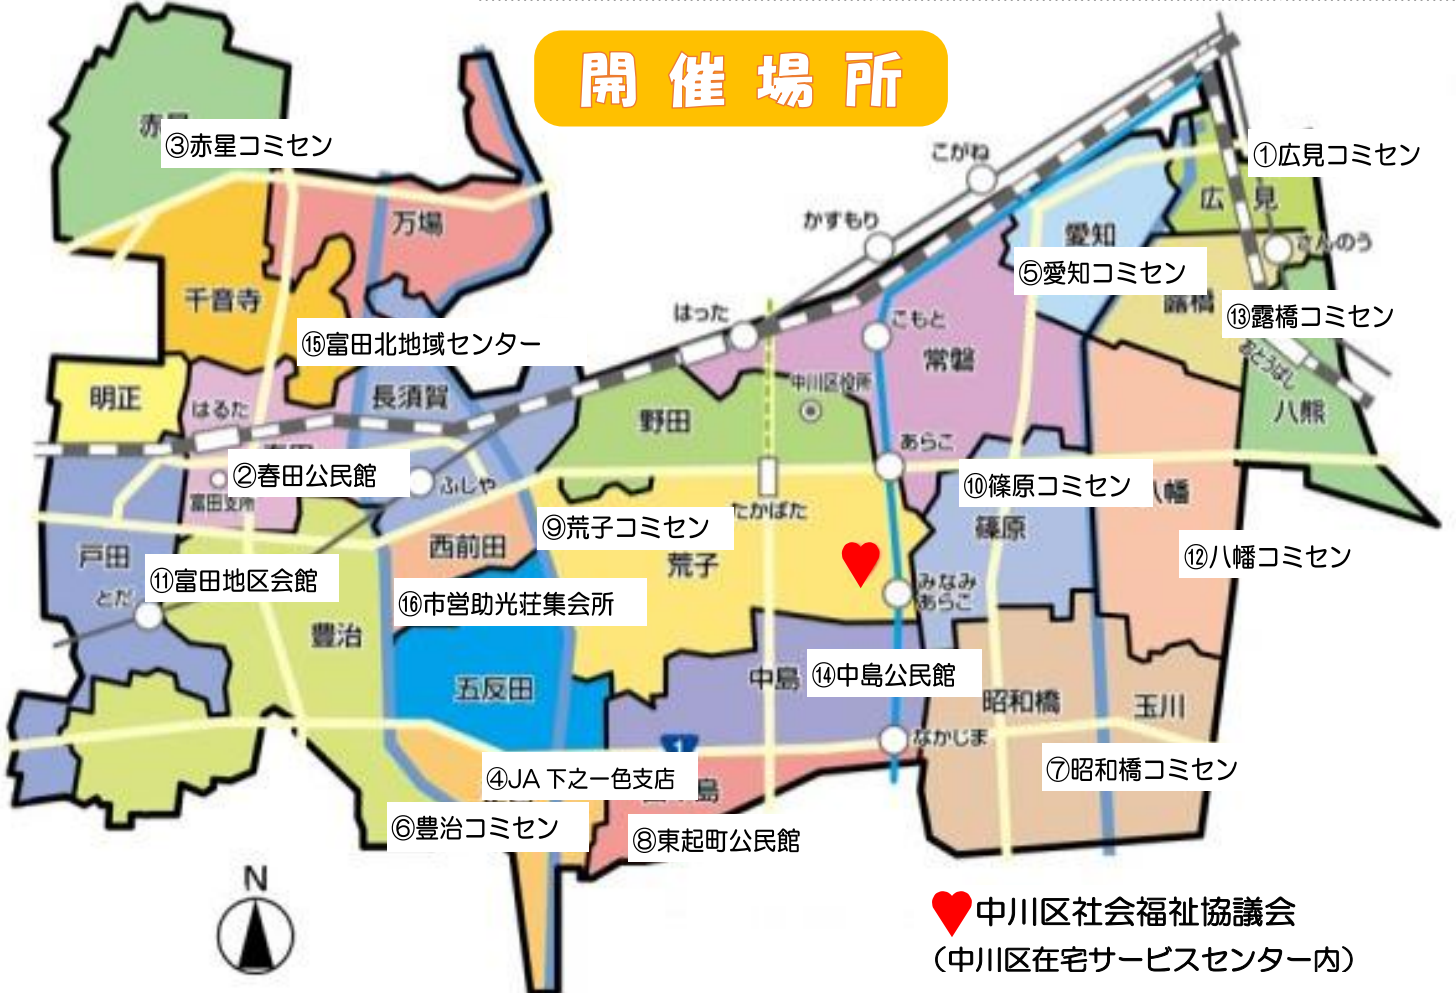 開催場所
③赤星コミセン
①広見コミセン
こがね
広見
万場
かすもり
愛知
さんのう
⑤愛知コミセン
千音寺
露橋
はった
こもと
⑬露橋コミセン
⑮富田北地域センター
常磐
おとうばし
中川区役所
明正
長須賀
はるた
野田
八熊
あらこ
②春田公民館
ふしや
⑩篠原コミセン
富田支所
八幡
たかばた
⑨荒子コミセン
篠原
西前田
戸田
荒子
⑫八幡コミセン
⑪富田地区会館
みなみ
あらこ
とだ
⑯市営助光荘集会所
豊治
中島
⑭中島公民館
五反田
昭和橋
玉川
なかじま
1
⑦昭和橋コミセン
④JA 下之一色支店
島
⑥豊治コミセン
⑧東起町公民館
N
中川区社会福祉協議会
（中川区在宅サービスセンター内）